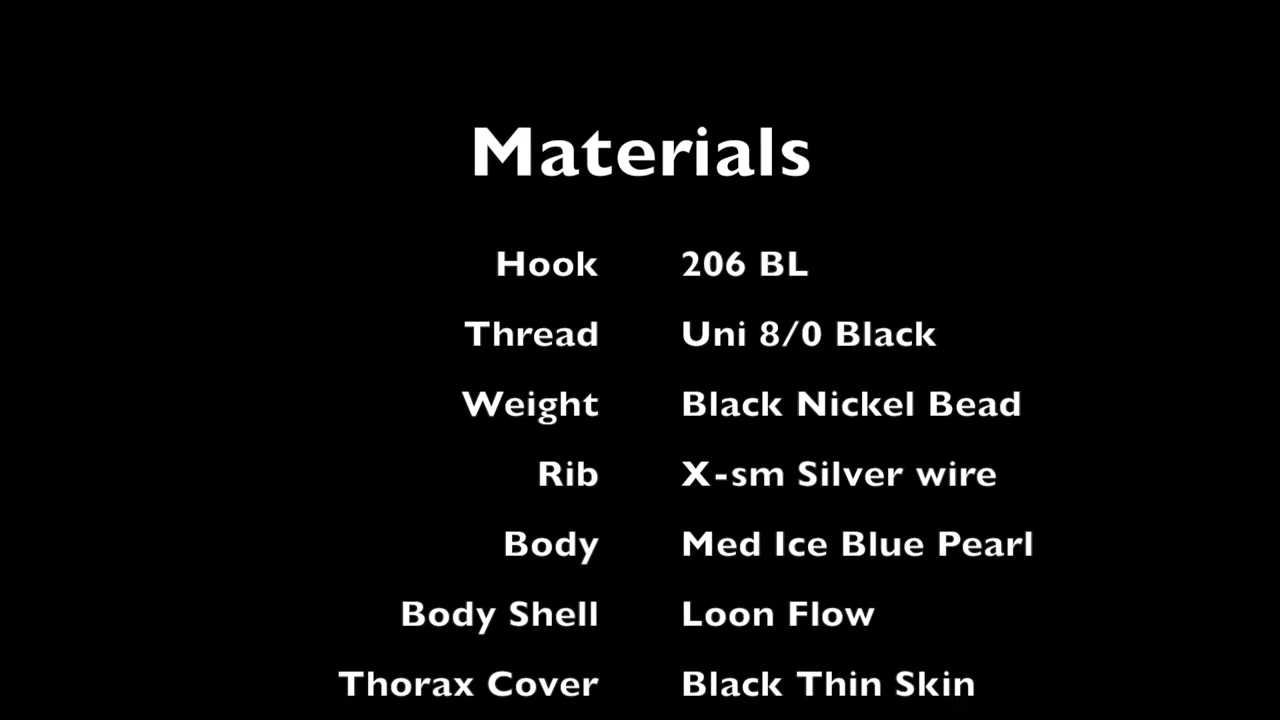 Materials
Hook 206 BL
Thread Uni 8/0 Black
Weight Black Nickel Bead
Rib X-sm Silver wire
Body Med Ice Blue Pearl
Body Shell Loon Flow
Thorax Cover Black Thin Skin